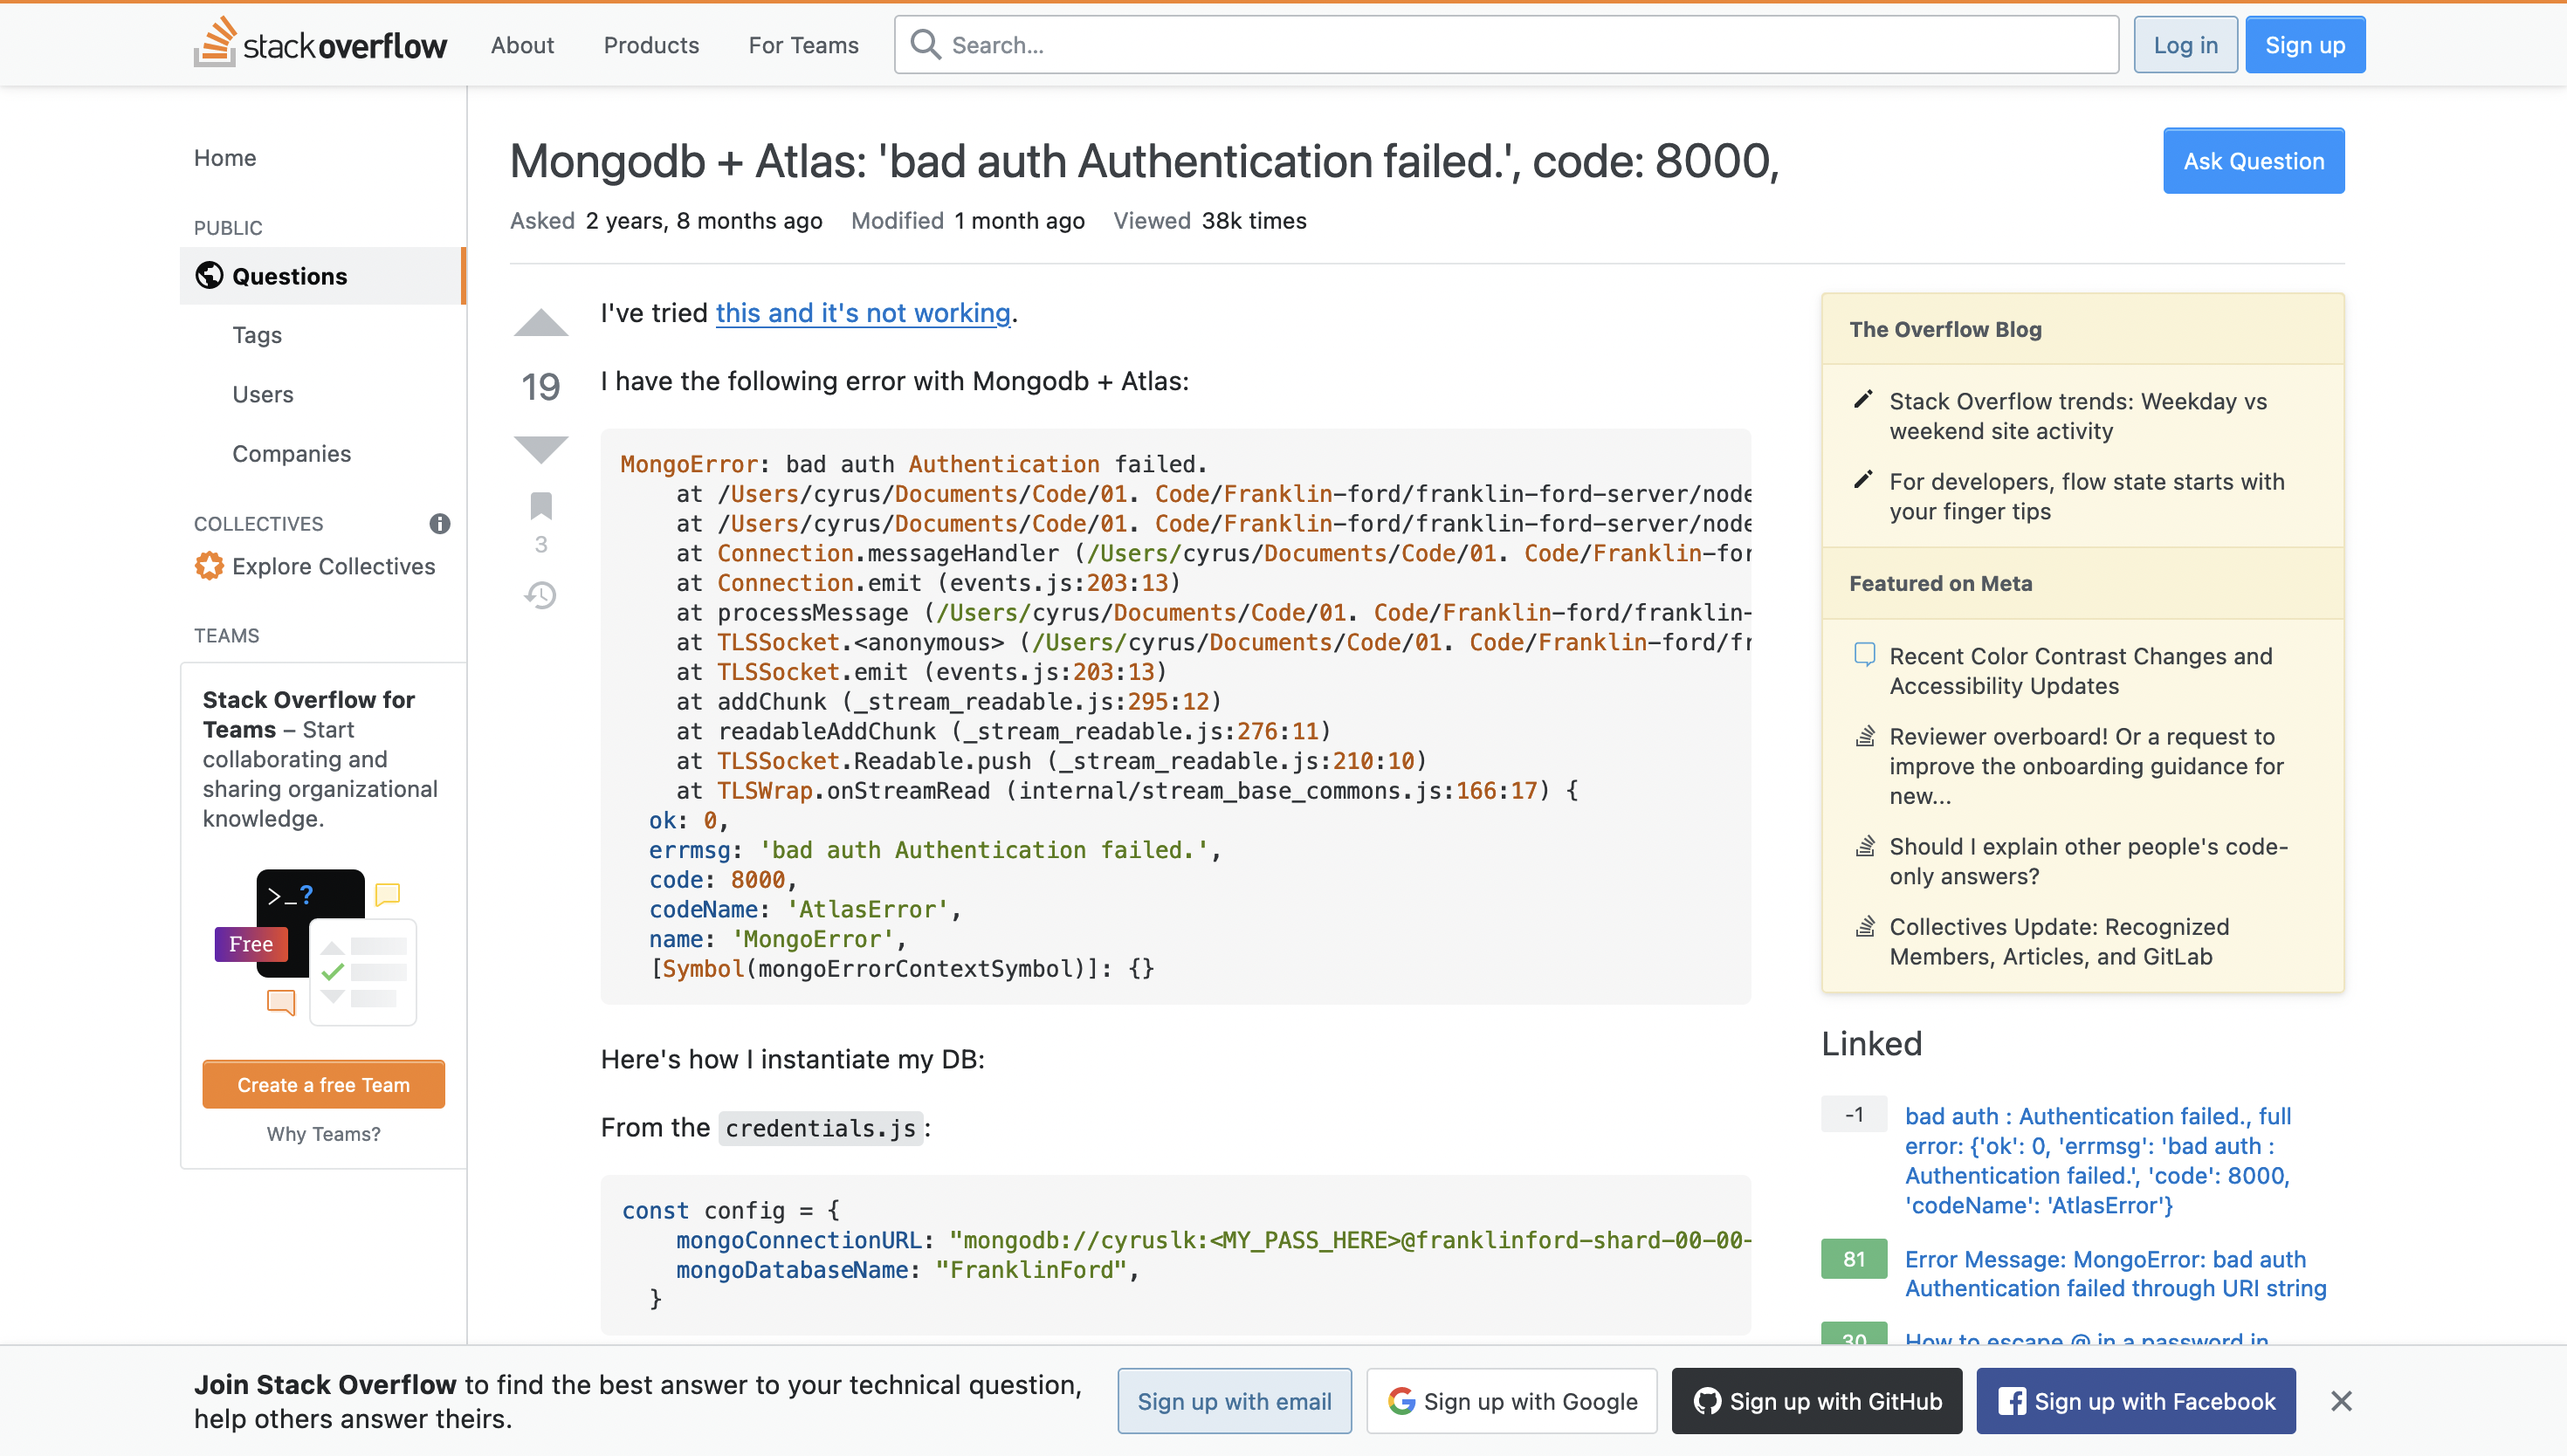 stackoverflow About Products For Teams Search... Log in Sign up
Home
PUBLIC
Questions
Tags
Users
Companies
COLLECTIVES
Explore Collectives
TEAMS
Stack Overflow for
Teams – Start
collaborating and
sharing organizational
knowledge.
>_?
Free
Create a free Team
Why Teams?
Mongodb + Atlas: 'bad auth Authentication failed.', code: 8000,
Ask Question
Asked 2 years, 8 months ago Modified 1 month ago Viewed 38k times
19
3
I've tried this and it's not working.
I have the following error with Mongodb + Atlas:
MongoError: bad auth Authentication failed.
    at /Users/cyrus/Documents/Code/01. Code/Franklin-ford/franklin-ford-server/node
    at /Users/cyrus/Documents/Code/01. Code/Franklin-ford/franklin-ford-server/node
    at Connection.messageHandler (/Users/cyrus/Documents/Code/01. Code/Franklin-for
    at Connection.emit (events.js:203:13)
    at processMessage (/Users/cyrus/Documents/Code/01. Code/Franklin-ford/franklin-
    at TLSSocket.<anonymous> (/Users/cyrus/Documents/Code/01. Code/Franklin-ford/fr
    at TLSSocket.emit (events.js:203:13)
    at addChunk (_stream_readable.js:295:12)
    at readableAddChunk (_stream_readable.js:276:11)
    at TLSSocket.Readable.push (_stream_readable.js:210:10)
    at TLSWrap.onStreamRead (internal/stream_base_commons.js:166:17) {
  ok: 0,
  errmsg: 'bad auth Authentication failed.',
  code: 8000,
  codeName: 'AtlasError',
  name: 'MongoError',
  [Symbol(mongoErrorContextSymbol)]: {}
Here's how I instantiate my DB:
From the credentials.js:
const config = {
    mongoConnectionURL: "mongodb://cyruslk:<MY_PASS_HERE>@franklinford-shard-00-00-
    mongoDatabaseName: "FranklinFord",
  }
The Overflow Blog
Stack Overflow trends: Weekday vs
weekend site activity
For developers, flow state starts with
your finger tips
Featured on Meta
Recent Color Contrast Changes and
Accessibility Updates
Reviewer overboard! Or a request to
improve the onboarding guidance for
new...
Should I explain other people's code-
only answers?
Collectives Update: Recognized
Members, Articles, and GitLab
Linked
-1 bad auth : Authentication failed., full
error: {'ok': 0, 'errmsg': 'bad auth :
Authentication failed.', 'code': 8000,
'codeName': 'AtlasError'}
81 Error Message: MongoError: bad auth
Authentication failed through URI string
30 How to escape @ in a password in
Join Stack Overflow to find the best answer to your technical question,
help others answer theirs.
Sign up with email Sign up with Google Sign up with GitHub Sign up with Facebook